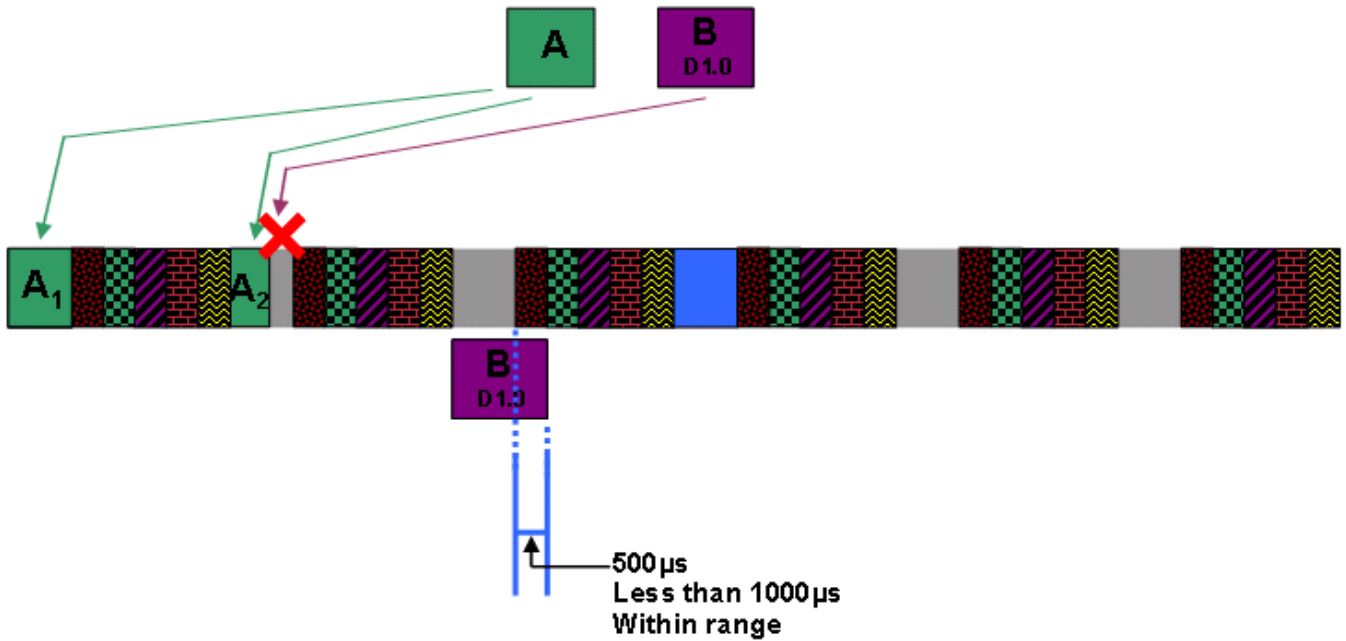 A
B
D1.0
A₁
A₂
B
D1.0
500µs
Less than 1000µs
Within range